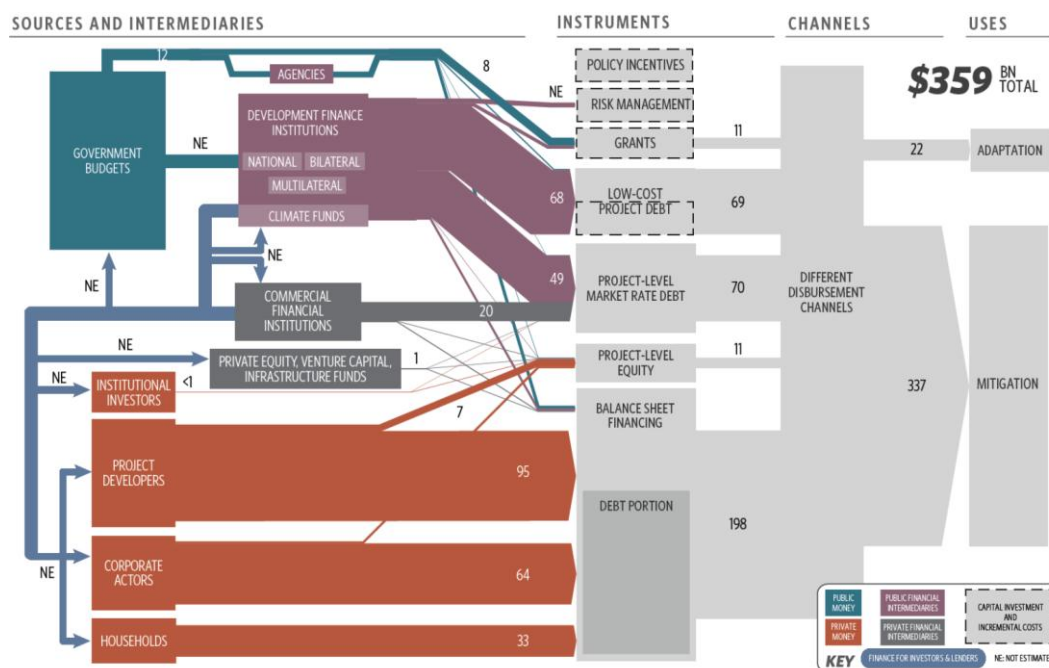 SOURCES AND INTERMEDIARIES
INSTRUMENTS
CHANNELS
USES
12
AGENCIES
8
POLICY INCENTIVES
$359 BN
TOTAL
NE
RISK MANAGEMENT
DEVELOPMENT FINANCE
INSTITUTIONS
GOVERNMENT
BUDGETS
NE
GRANTS
11
22
ADAPTATION
NATIONAL
BILATERAL
MULTILATERAL
CLIMATE FUNDS
68
LOW-COST
PROJECT DEBT
69
NE
NE
COMMERCIAL
FINANCIAL
INSTITUTIONS
20
49
PROJECT-LEVEL
MARKET RATE DEBT
70
DIFFERENT
DISBURSEMENT
CHANNELS
NE
PRIVATE EQUITY, VENTURE CAPITAL,
INFRASTRUCTURE FUNDS
1
PROJECT-LEVEL
EQUITY
11
NE
INSTITUTIONAL
INVESTORS
<1
7
BALANCE SHEET
FINANCING
337
MITIGATION
PROJECT
DEVELOPERS
95
DEBT PORTION
198
NE
CORPORATE
ACTORS
64
HOUSEHOLDS
33
PUBLIC
MONEY
PUBLIC FINANCIAL
INTERMEDIARIES
CAPITAL INVESTMENT
AND
INCREMENTAL COSTS
PRIVATE
MONEY
PRIVATE FINANCIAL
INTERMEDIARIES
KEY
FINANCE FOR INVESTORS & LENDERS
NE: NOT ESTIMATE